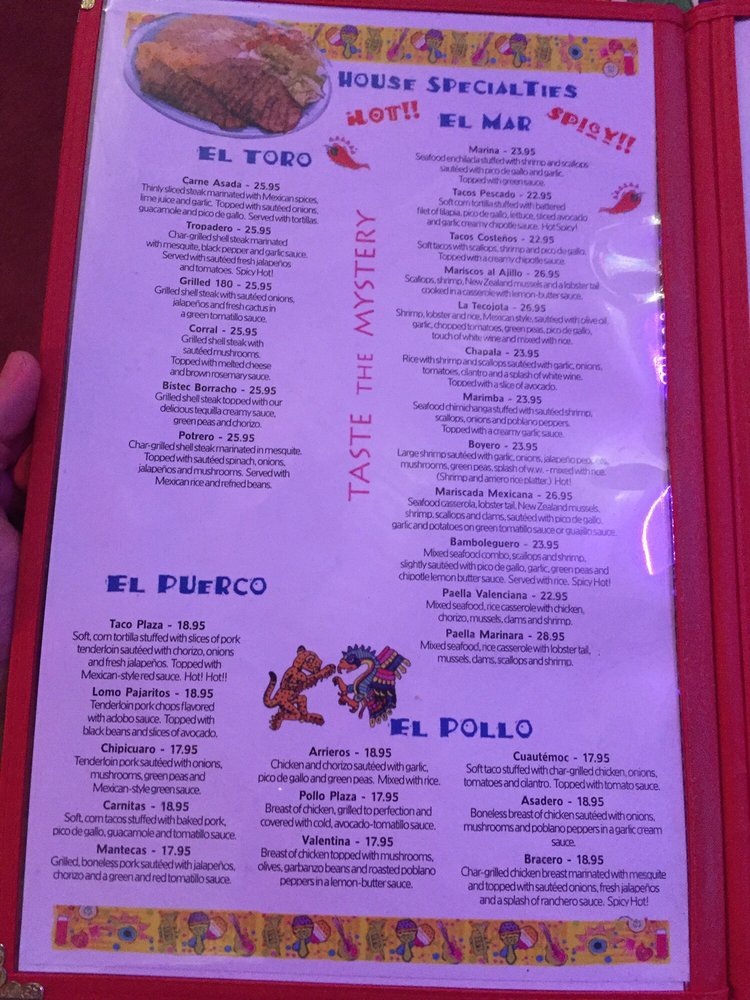 HOUSE SPECIALTIES
¡HOT!!
SPICY!!
EL TORO
Carne Asada - 25.95
Thinly sliced steak marinated with Mexican spices,
lime juice and garlic. Topped with sautéed onions,
guacamole and pico de gallo. Served with tortillas.
Tropadero - 25.95
Char-grilled shell steak marinated
with mesquite, black pepper and garlic sauce.
Served with sautéed fresh jalapeños
and tomatoes. Spicy Hot!
Grilled 180 - 25.95
Grilled shell steak with sautéed onions,
jalapeños and fresh cactus in
a green tomatillo sauce.
Corral - 25.95
Grilled shell steak with
sautéed mushrooms.
Topped with melted cheese
and brown rosemary sauce.
Bistec Borracho - 25.95
Grilled shell steak topped with our
delicious tequilla creamy sauce,
green peas and chorizo.
Potrero - 25.95
Char-grilled shell steak marinated in mesquite.
Topped with sautéed spinach, onions,
jalapeños and mushrooms. Served with
Mexican rice and refried beans.
TASTE THE MYSTERY
EL MAR
Marina - 23.95
Seafood enchilada stuffed with shrimp and scallops
sautéed with pico de gallo and garlic.
Topped with green sauce.
Tacos Pescado - 22.95
Soft corn tortilla stuffed with battered
filet of tilapia, pico de gallo, lettuce, sliced avocado
and garlic creamy chipotle sauce. Hot Spicy!
Tacos Costeños - 22.95
Soft tacos with scallops, shrimp and pico de gallo.
Topped with a creamy chipotle sauce.
Mariscos al Ajillo - 26.95
Scallops, shrimp, New Zealand mussels and a lobster tail
cooked in a casserole with lemon-butter sauce.
La Tecojota - 26.95
Shrimp, lobster and rice, Mexican style, sautéed with olive oil
garlic, chopped tomatoes, green peas, pico de gallo,
touch of white wine and mixed with rice.
Chapala - 23.95
Rice with shrimp and scallops sautéed with garlic, onions,
tomatoes, cilantro and a splash of white wine.
Topped with a slice of avocado.
Marimba - 23.95
Seafood chimichanga stuffed with sautéed shrimp,
scallops, onions and poblano peppers.
Topped with a creamy garlic sauce.
Boyero - 23.95
Large shrimp sautéed with garlic, onions, jalapeño peppers,
mushrooms, green peas, splash of w.w. - mixed with rice.
(Shrimp and arriero rice platter.) Hot!
Mariscada Mexicana - 26.95
Seafood casserola, lobster tail, New Zealand mussels,
shrimp, scallops and clams, sautéed with pico de gallo,
garlic and potatoes on green tomatillo sauce or guajillo sauce.
Bamboleguero - 23.95
Mixed seafood combo, scallops and shrimp,
slightly sautéed with pico de gallo, garlic, green peas and
chipotle lemon butter sauce. Served with rice. Spicy Hot!
Paella Valenciana - 22.95
Mixed seafood, rice casserole with chicken,
chorizo, mussels, clams and shrimp.
Paella Marinara - 28.95
Mixed seafood, rice casserole with lobster tail,
mussels, clams, scallops and shrimp.
EL PUERCO
Taco Plaza - 18.95
Soft, corn tortilla stuffed with slices of pork
tenderloin sautéed with chorizo, onions
and fresh jalapeños. Topped with
Mexican-style red sauce. Hot! Hot!!
Lomo Pajaritos - 18.95
Tenderloin pork chops flavored
with adobo sauce. Topped with
black beans and slices of avocado.
Chipicuaro - 17.95
Tenderloin pork sautéed with onions,
mushrooms, green peas and
Mexican-style green sauce.
Carnitas - 18.95
Soft, corn tacos stuffed with baked pork,
pico de gallo, guacamole and tomatillo sauce.
Mantecas - 17.95
Grilled, boneless pork sautéed with jalapeños,
chorizo and a green and red tomatillo sauce.
EL POLLO
Arrieros - 18.95
Chicken and chorizo sautéed with garlic,
pico de gallo and green peas. Mixed with rice.
Pollo Plaza - 17.95
Breast of chicken, grilled to perfection and
covered with cold, avocado-tomatillo sauce.
Valentina - 17.95
Breast of chicken topped with mushrooms,
olives, garbanzo beans and roasted poblano
peppers in a lemon-butter sauce.
Cuautémoc - 17.95
Soft taco stuffed with char-grilled chicken, onions,
tomatoes and cilantro. Topped with tomato sauce.
Asadero - 18.95
Boneless breast of chicken sautéed with onions,
mushrooms and poblano peppers in a garlic cream
sauce.
Bracero - 18.95
Char-grilled chicken breast marinated with mesquite
and topped with sautéed onions, fresh jalapeños
and a splash of ranchero sauce. Spicy Hot!